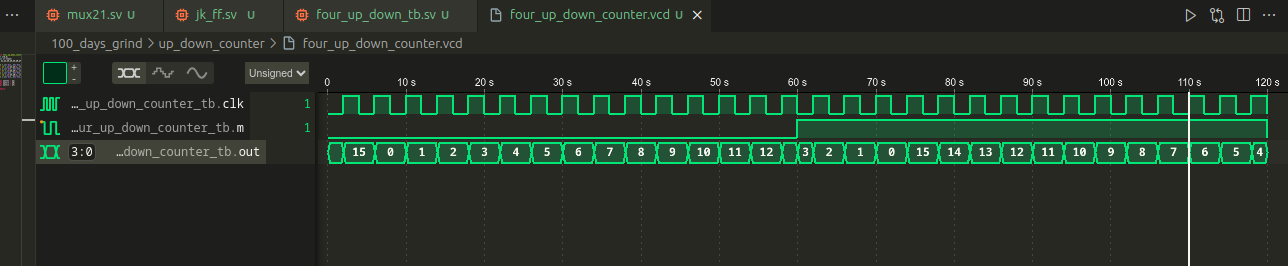 ··· mux21.sv U jk_ff.sv U four_up_down_tb.sv U four_up_down_counter.vcd U
100_days_grind > up_down_counter > four_up_down_counter.vcd
+
-
Unsigned
0 10 s 20 s 30 s 40 s 50 s 60 s 70 s 80 s 90 s 100 s 110 s 120 s
…_up_down_counter_tb.clk 1
…ur_up_down_counter_tb.m 1
3:0 …down_counter_tb.out 15 0 1 2 3 4 5 6 7 8 9 10 11 12 3 2 1 0 15 14 13 12 11 10 9 8 7 6 5 4